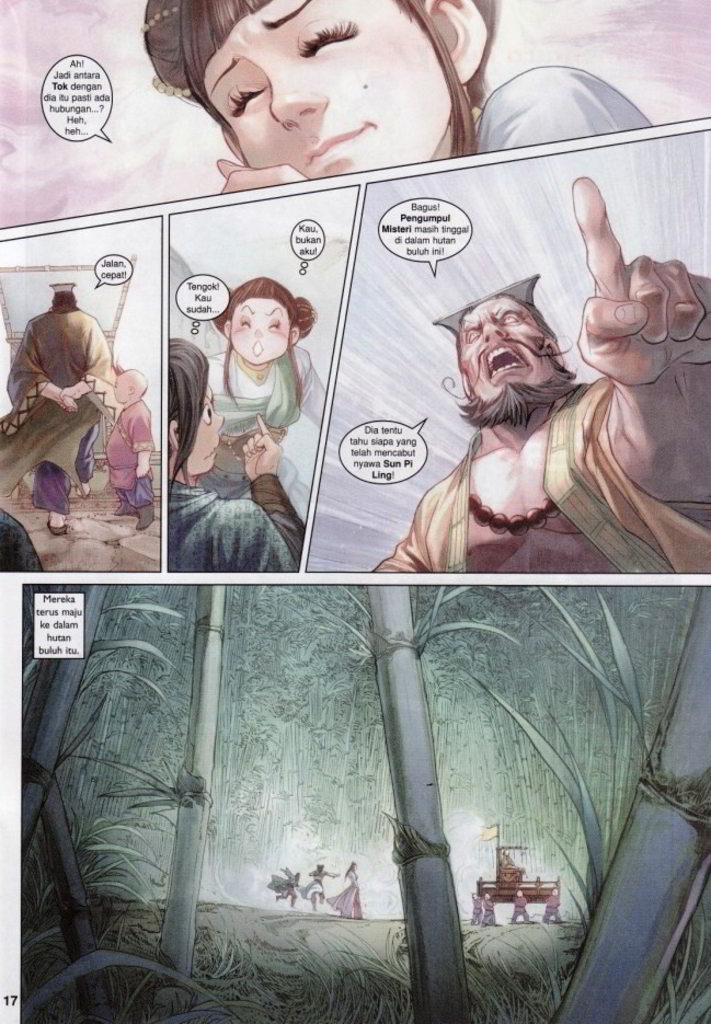 Ah!
Jadi antara
Tok dengan
dia itu pasti ada
hubungan...?
Heh,
heh...
Jalan,
cepat!
Kau,
bukan
aku!
Tengok!
Kau
sudah...
Bagus!
Pengumpul
Misteri masih tinggal
di dalam hutan
buluh ini!
Dia tentu
tahu siapa yang
telah mencabut
nyawa Sun Pi
Ling!
Mereka
terus maju
ke dalam
hutan
buluh itu.
17